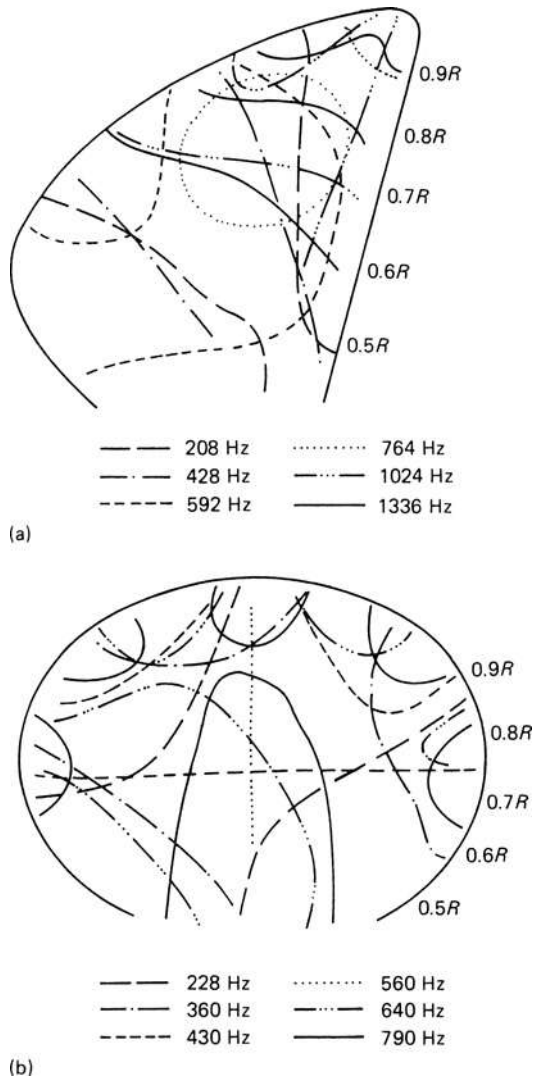 0.9R
0.8R
0.7R
0.6R
0.5R
208 Hz 764 Hz
428 Hz 1024 Hz
592 Hz 1336 Hz
(a)
0.9R
0.8R
0.7R
0.6R
0.5R
228 Hz 560 Hz
360 Hz 640 Hz
430 Hz 790 Hz
(b)